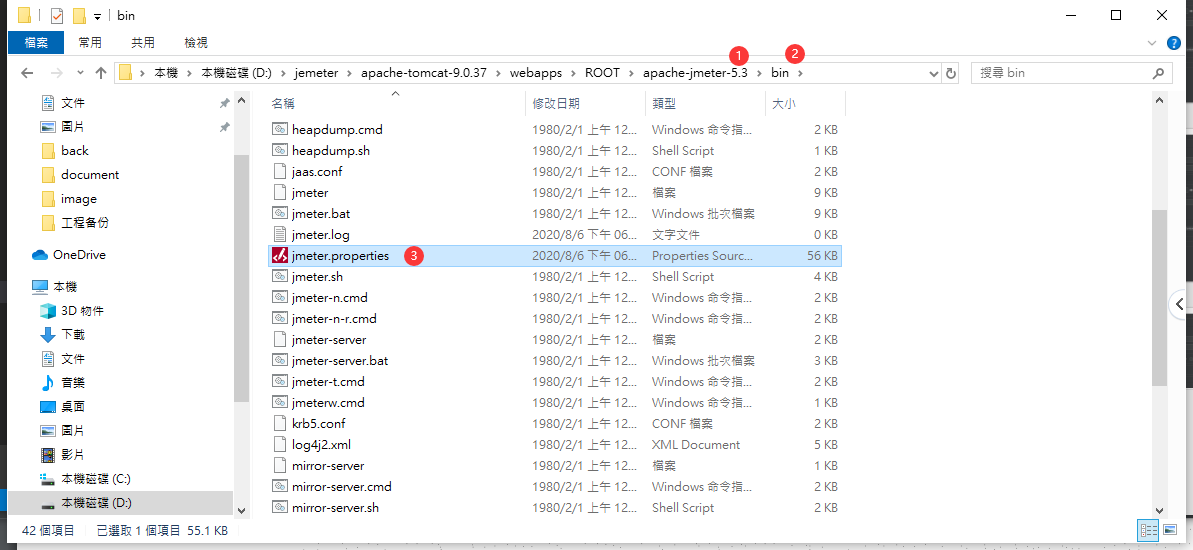 bin
檔案 常用 共用 檢視
1 2
本機 本機磁碟 (D:) jemeter apache-tomcat-9.0.37 webapps ROOT apache-jmeter-5.3 bin 搜尋 bin
名稱 修改日期 類型 大小
文件
圖片
back
document
image
工程備份
OneDrive
本機
3D 物件
下載
文件
音樂
桌面
圖片
影片
本機磁碟 (C:)
本機磁碟 (D:)
heapdump.cmd 1980/2/1 上午 12... Windows 命令指... 2 KB
heapdump.sh 1980/2/1 上午 12... Shell Script 1 KB
jaas.conf 1980/2/1 上午 12... CONF 檔案 2 KB
jmeter 1980/2/1 上午 12... 檔案 9 KB
jmeter.bat 1980/2/1 上午 12... Windows 批次檔案 9 KB
jmeter.log 2020/8/6 下午 06... 文字文件 0 KB
jmeter.properties 3 2020/8/6 下午 06... Properties Sourc... 56 KB
jmeter.sh 1980/2/1 上午 12... Shell Script 4 KB
jmeter-n.cmd 1980/2/1 上午 12... Windows 命令指... 2 KB
jmeter-n-r.cmd 1980/2/1 上午 12... Windows 命令指... 2 KB
jmeter-server 1980/2/1 上午 12... 檔案 2 KB
jmeter-server.bat 1980/2/1 上午 12... Windows 批次檔案 3 KB
jmeter-t.cmd 1980/2/1 上午 12... Windows 命令指... 2 KB
jmeterw.cmd 1980/2/1 上午 12... Windows 命令指... 1 KB
krb5.conf 1980/2/1 上午 12... CONF 檔案 2 KB
log4j2.xml 1980/2/1 上午 12... XML Document 5 KB
mirror-server 1980/2/1 上午 12... 檔案 1 KB
mirror-server.cmd 1980/2/1 上午 12... Windows 命令指... 2 KB
mirror-server.sh 1980/2/1 上午 12... Shell Script 2 KB
42 個項目 已選取 1 個項目 55.1 KB